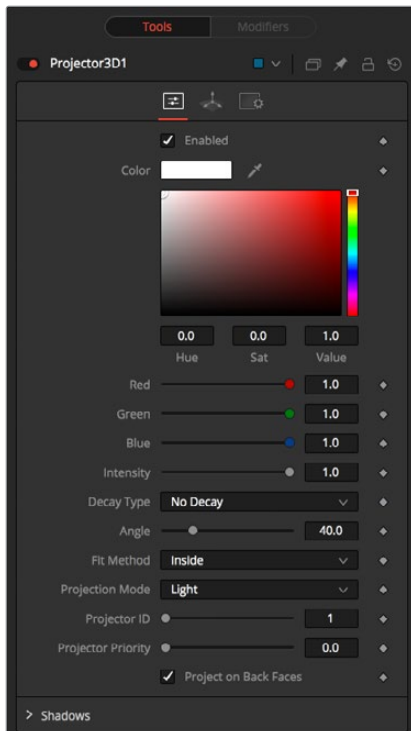 Tools Modifiers
Projector3D1
Enabled
Color
0.0 0.0 1.0
Hue Sat Value
Red 1.0
Green 1.0
Blue 1.0
Intensity 1.0
Decay Type No Decay
Angle 40.0
Fit Method Inside
Projection Mode Light
Projector ID 1
Projector Priority 0.0
Project on Back Faces
Shadows